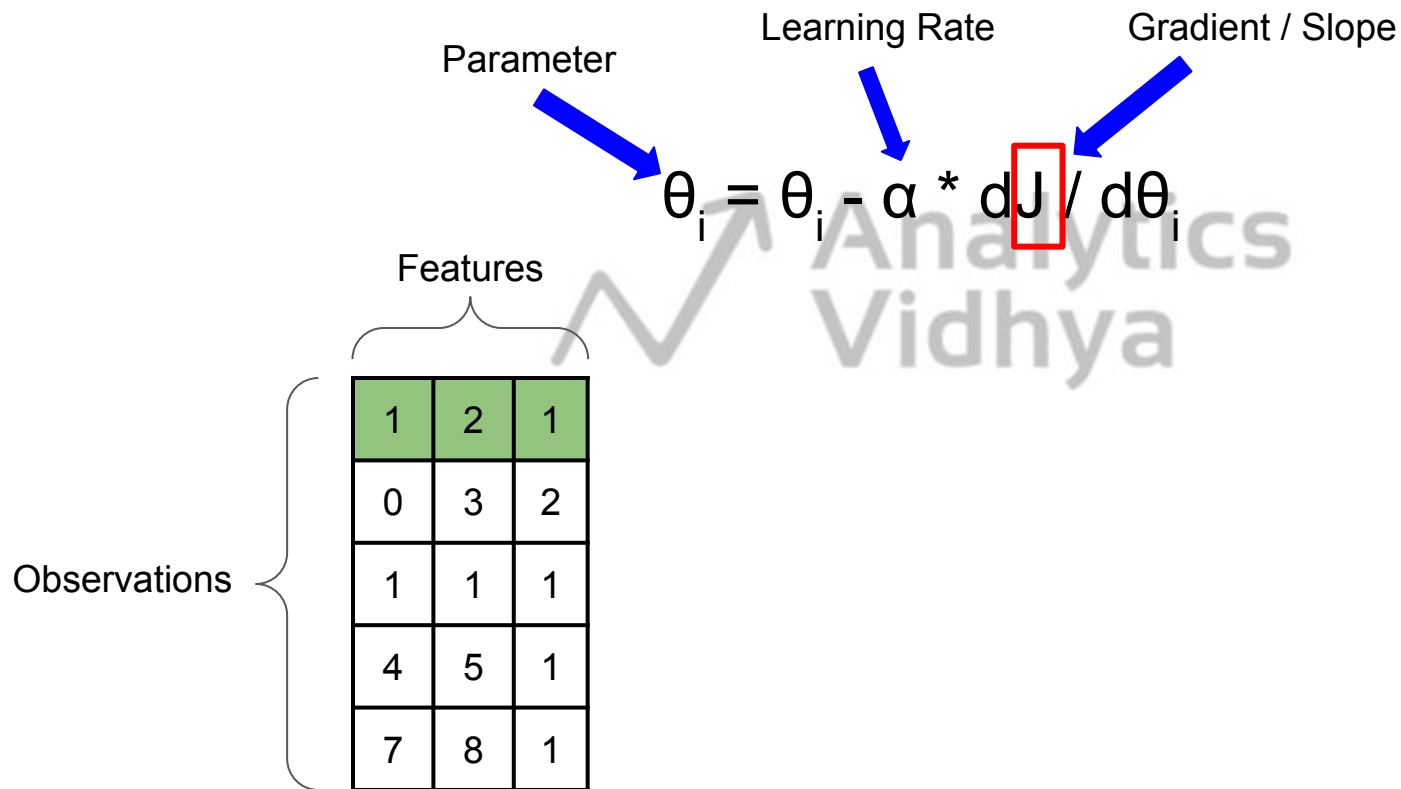 Learning Rate
Gradient / Slope
Parameter
θi = θi - α * dJ / dθi
Analytics
Vidhya
Features
1 2 1
0 3 2
Observations
1 1 1
4 5 1
7 8 1